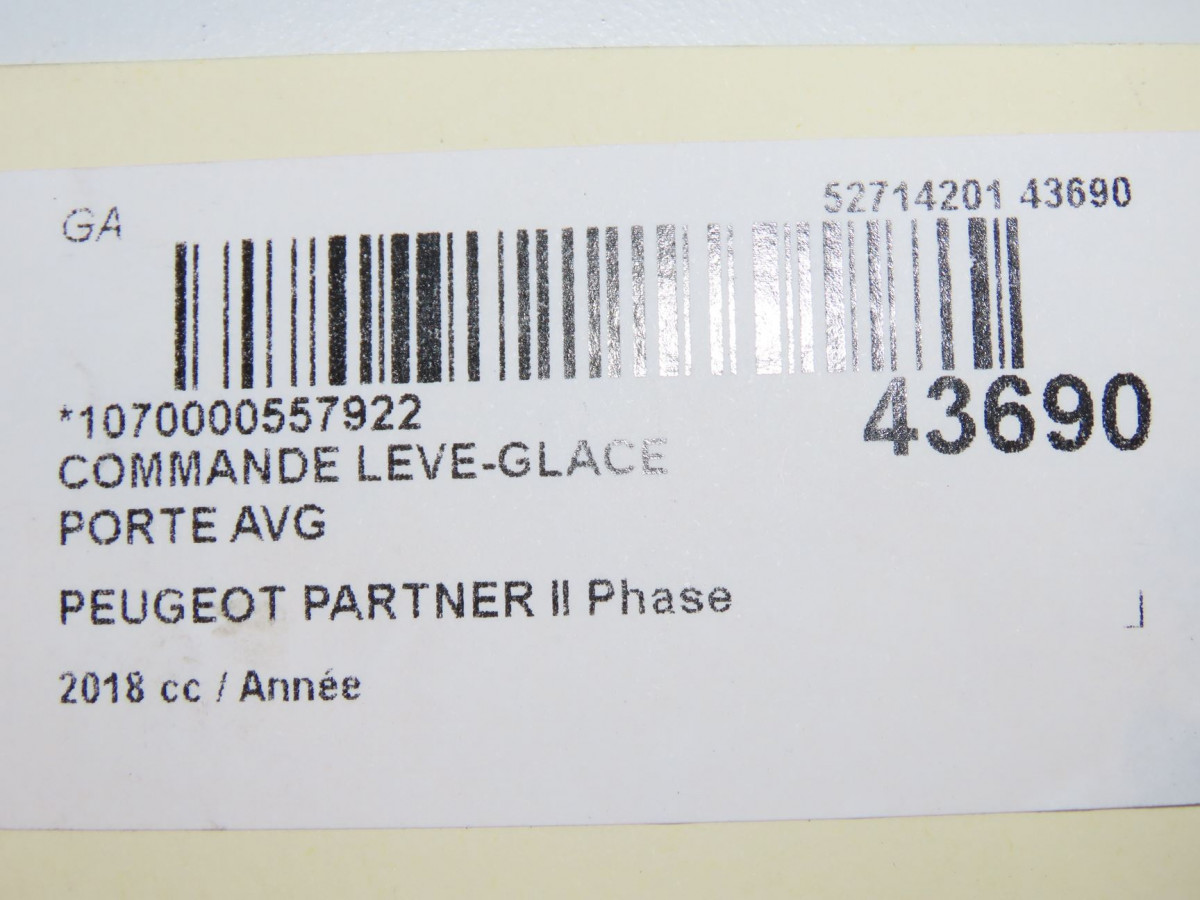 GA
52714201 43690
*1070000557922
43690
COMMANDE LEVE-GLACE
PORTE AVG
PEUGEOT PARTNER II Phase
2018 cc / Année